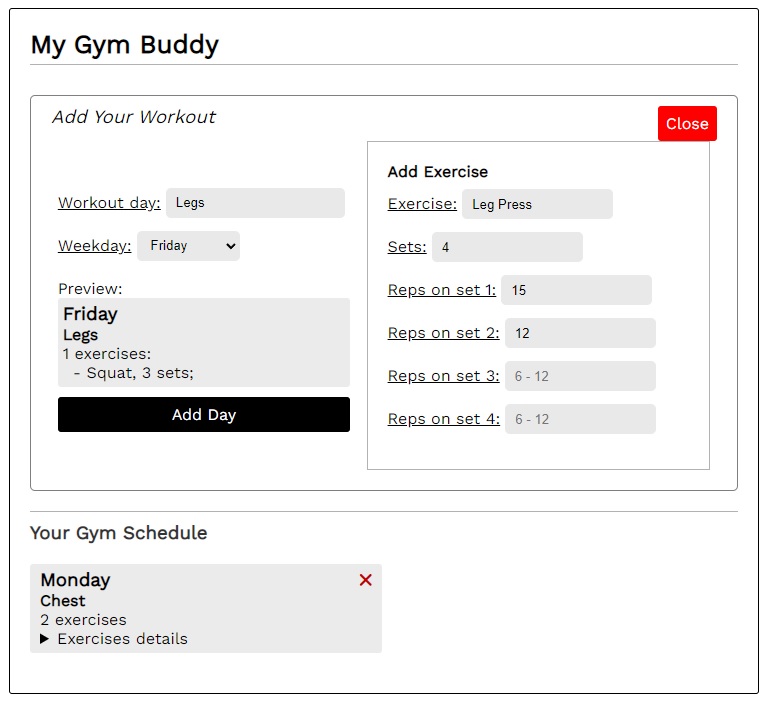 My Gym Buddy
Add Your Workout
Close
Workout day: Legs
Weekday: Friday
Preview:
Friday
Legs
1 exercises:
- Squat, 3 sets;
Add Day
Add Exercise
Exercise: Leg Press
Sets: 4
Reps on set 1: 15
Reps on set 2: 12
Reps on set 3: 6 - 12
Reps on set 4: 6 - 12
Your Gym Schedule
Monday
Chest
2 exercises
Exercises details